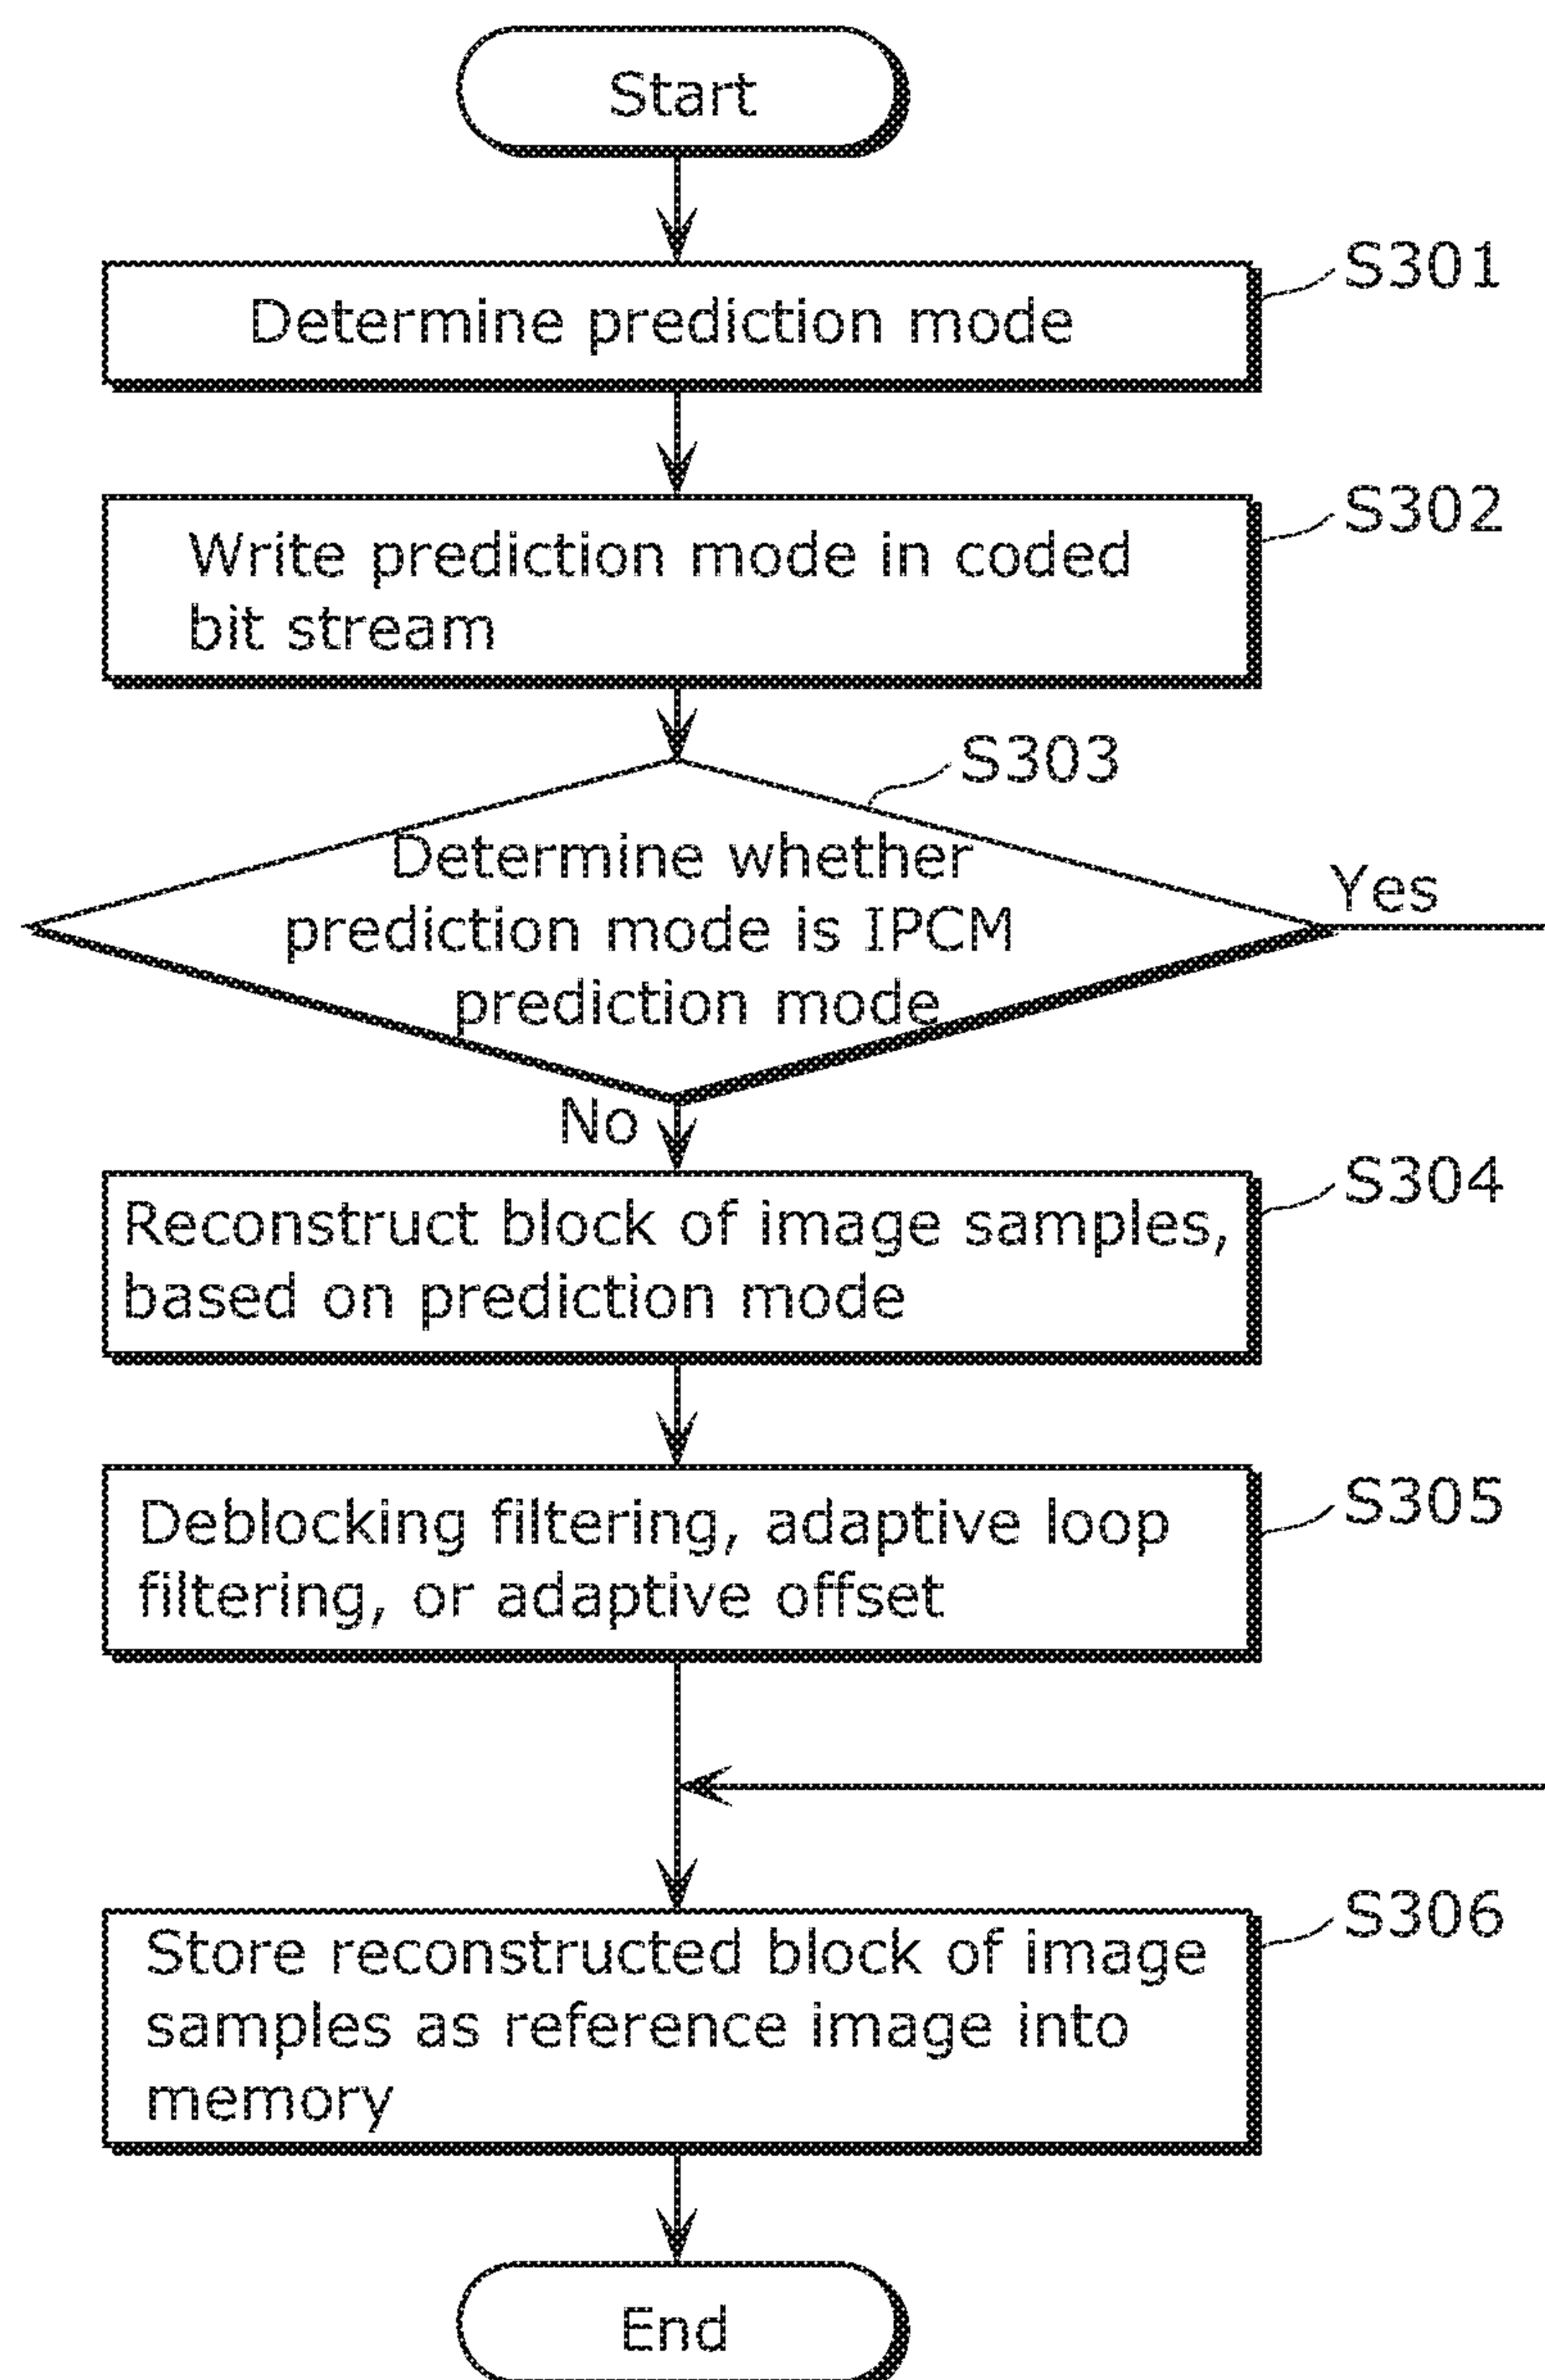 Start
S301
Determine prediction mode
S302
Write prediction mode in coded
bit stream
S303
Determine whether
prediction mode is IPCM
prediction mode
Yes
No
S304
Reconstruct block of image samples,
based on prediction mode
S305
Deblocking filtering, adaptive loop
filtering, or adaptive offset
S306
Store reconstructed block of image
samples as reference image into
memory
End